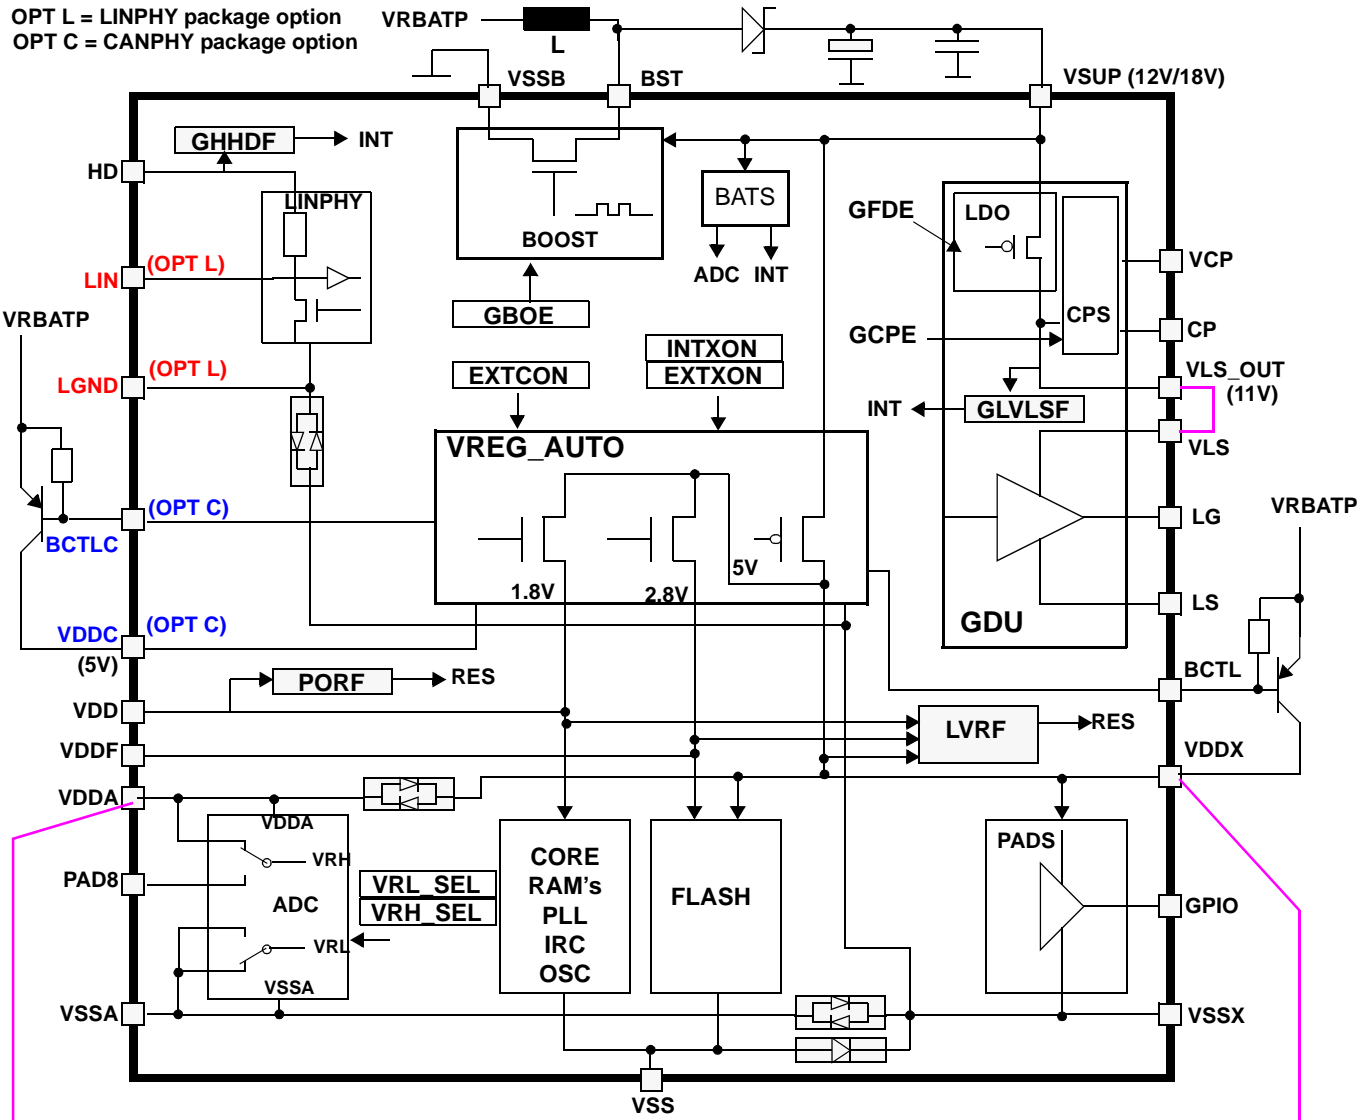 OPT L = LINPHY package option
OPT C = CANPHY package option
VRBATP
L
VSSB
BST
VSUP (12V/18V)
GHHDF
INT
HD
LINPHY
BOOST
BATS
ADC
INT
GFDE
LDO
VCP
(OPT L)
LIN
GBOE
GCPE
CPS
CP
VRBATP
INTXON
EXTXON
EXTCON
(OPT L)
LGND
VLS_OUT
(11V)
INT
GLVLSF
VLS
VREG_AUTO
(OPT C)
BCTLC
1.8V
2.8V
5V
LG
VRBATP
LS
GDU
VDDC
(OPT C)
(5V)
PORF
RES
BCTL
VDD
LVRF
RES
VDDF
VDDX
VDDA
VDDA
VRH
PAD8
ADC
VRL_SEL
VRH_SEL
VRL
VSSA
CORE
RAM's
PLL
IRC
OSC
FLASH
PADS
GPIO
VSSA
VSSX
VSS